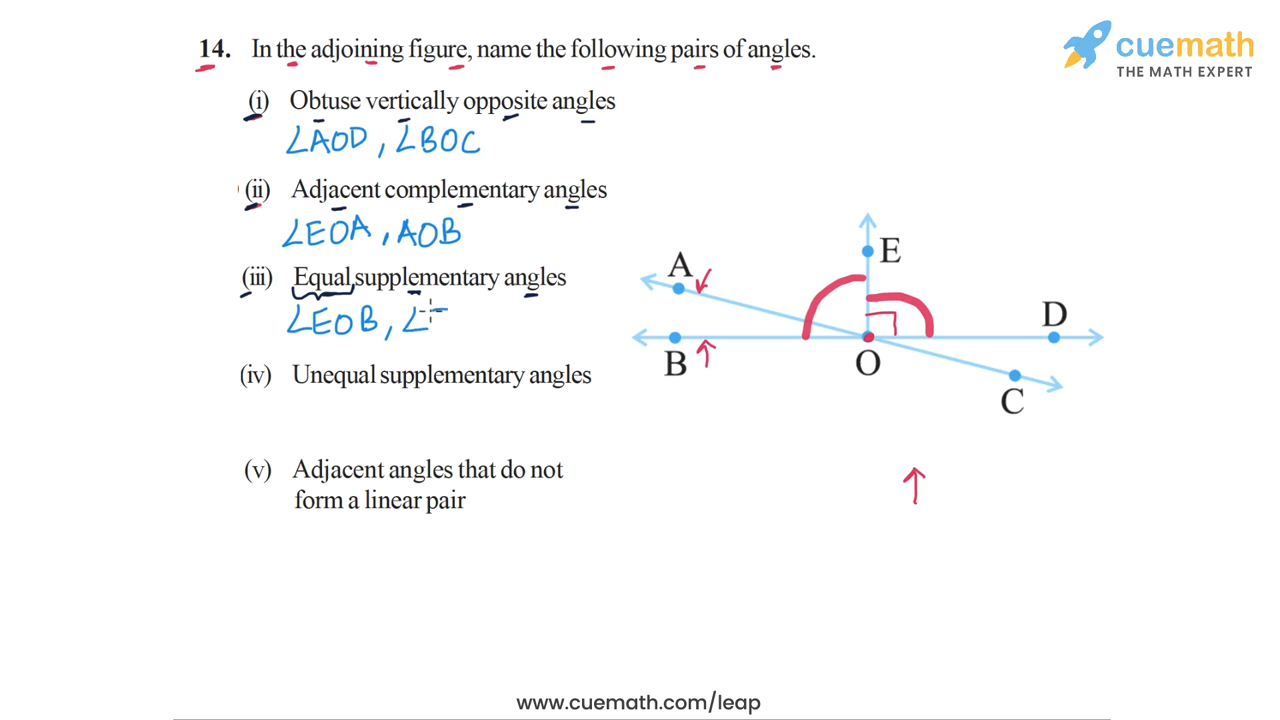 14. In the adjoining figure, name the following pairs of angles.
cuemath
THE MATH EXPERT
(i) Obtuse vertically opposite angles
∠AOD, ∠BOC
(ii) Adjacent complementary angles
∠EOA, AOB
(iii) Equal supplementary angles
∠EOB, ∠
(iv) Unequal supplementary angles
(v) Adjacent angles that do not
form a linear pair
E
A
D
B
O
C
www.cuemath.com/leap